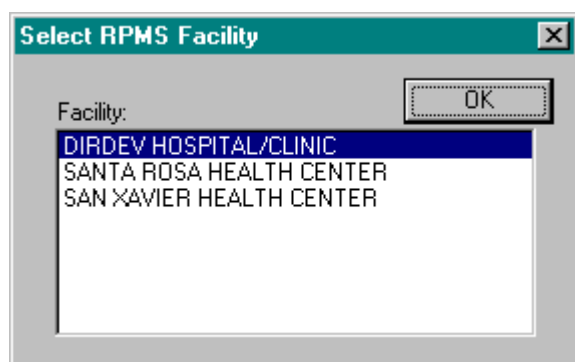 Select RPMS Facility
OK
Facility:
DIRDEV HOSPITAL/CLINIC
SANTA ROSA HEALTH CENTER
SAN XAVIER HEALTH CENTER